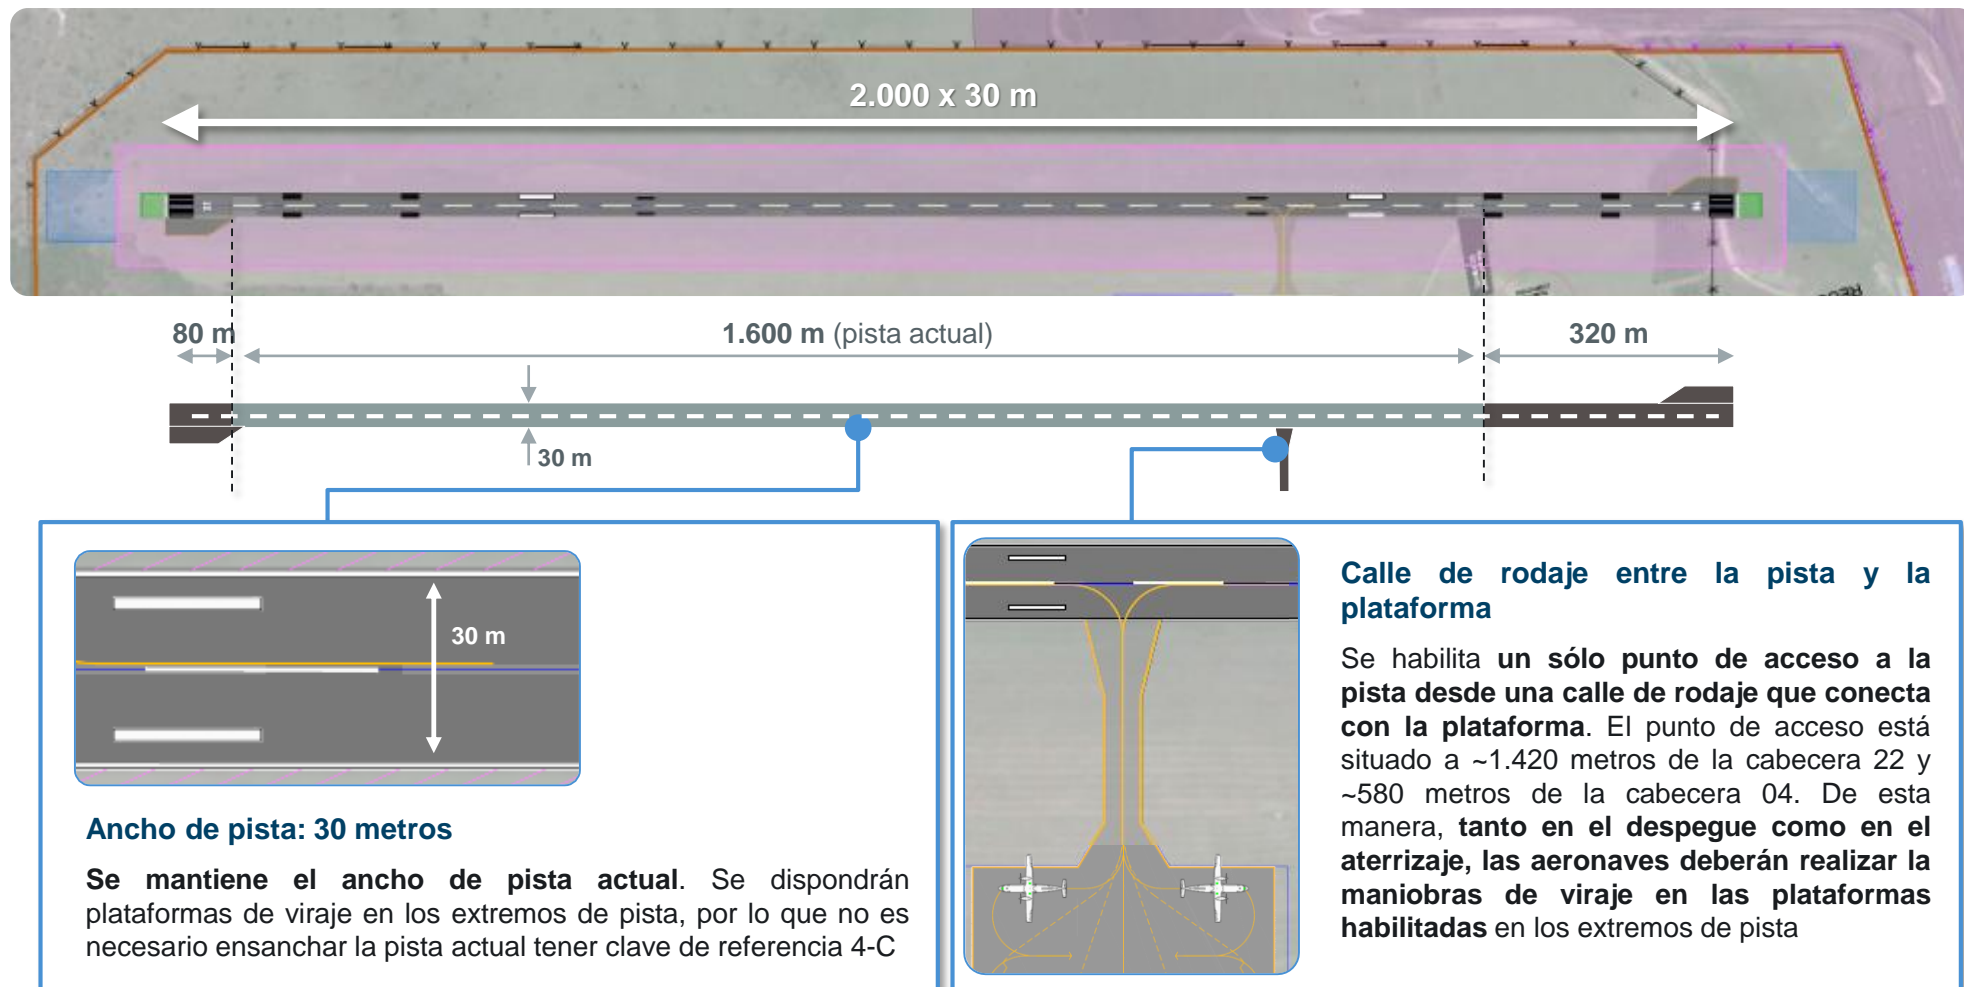 2.000 x 30 m
80 m
1.600 m (pista actual)
320 m
30 m
30 m
Ancho de pista: 30 metros
Se mantiene el ancho de pista actual. Se dispondrán
plataformas de viraje en los extremos de pista, por lo que no es
necesario ensanchar la pista actual tener clave de referencia 4-C
Calle de rodaje entre la pista y la
plataforma
Se habilita un sólo punto de acceso a la
pista desde una calle de rodaje que conecta
con la plataforma. El punto de acceso está
situado a ~1.420 metros de la cabecera 22 y
~580 metros de la cabecera 04. De esta
manera, tanto en el despegue como en el
aterrizaje, las aeronaves deberán realizar la
maniobras de viraje en las plataformas
habilitadas en los extremos de pista